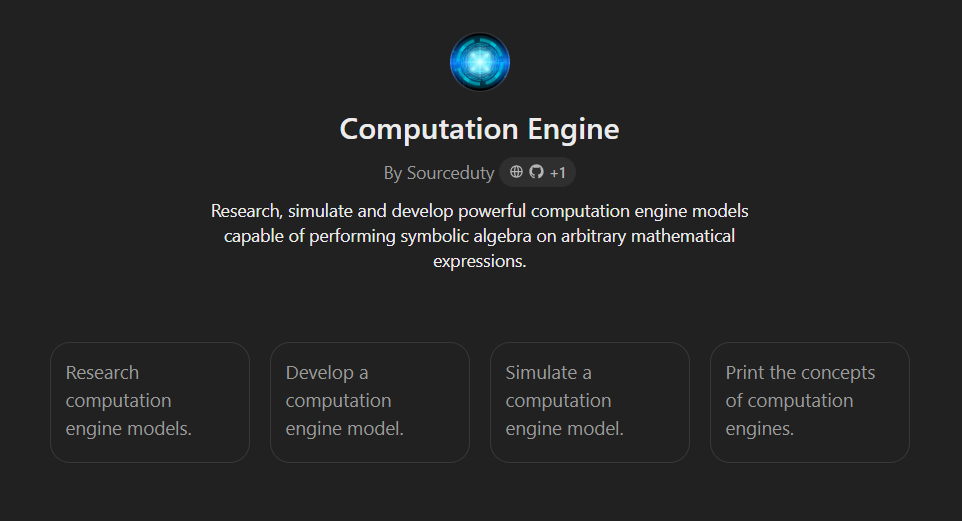 Computation Engine
By Sourceduty +1
Research, simulate and develop powerful computation engine models
capable of performing symbolic algebra on arbitrary mathematical
expressions.
Research
computation
engine models.
Develop a
computation
engine model.
Simulate a
computation
engine model.
Print the concepts
of computation
engines.